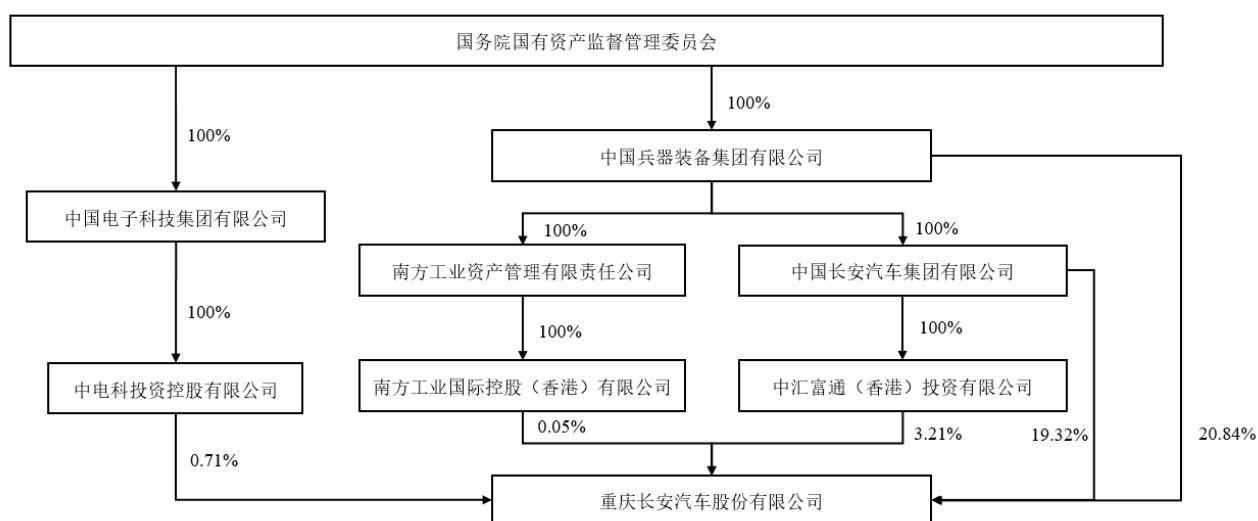 国务院国有资产监督管理委员会
100%
100%
中国兵器装备集团有限公司
中国电子科技集团有限公司
100%
100%
南方工业资产管理有限责任公司
中国长安汽车集团有限公司
100%
100%
100%
中电科投资控股有限公司
南方工业国际控股（香港）有限公司
中汇富通（香港）投资有限公司
0.05%
3.21%
19.32%
20.84%
0.71%
重庆长安汽车股份有限公司